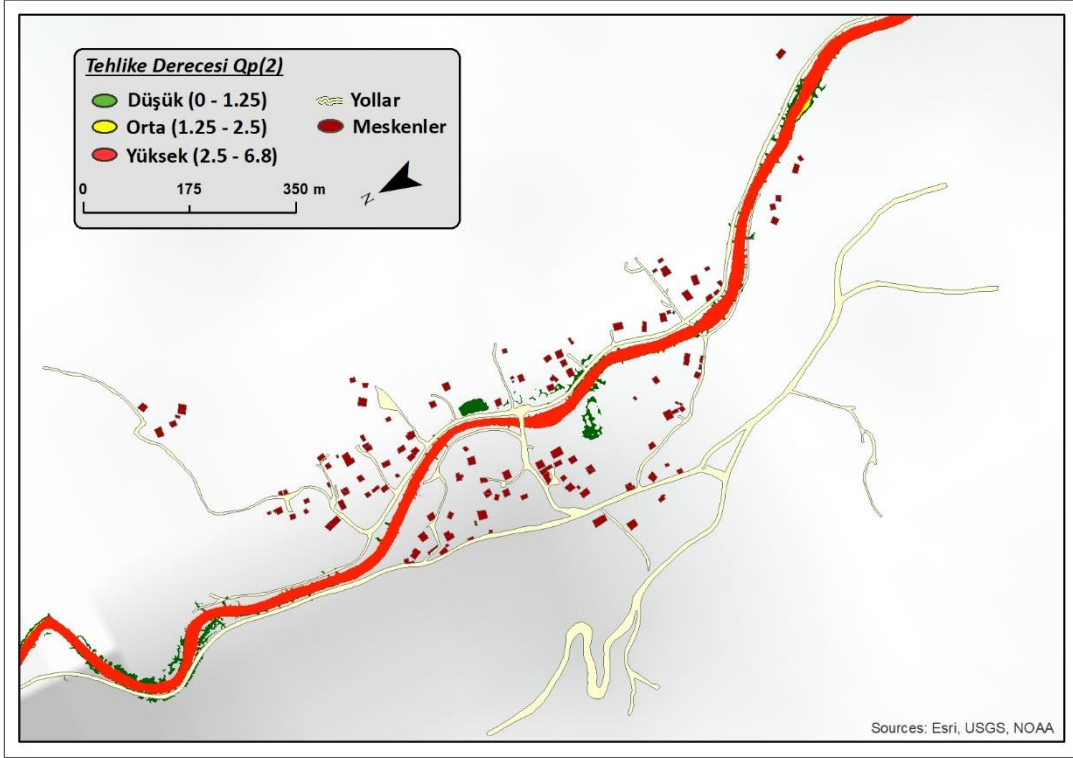 Tehlike Derecesi Qp(2)
Düşük (0 - 1.25)
Orta (1.25 - 2.5)
Yüksek (2.5 - 6.8)
Yollar
Meskenler
0 175 350 m
N
Sources: Esri, USGS, NOAA